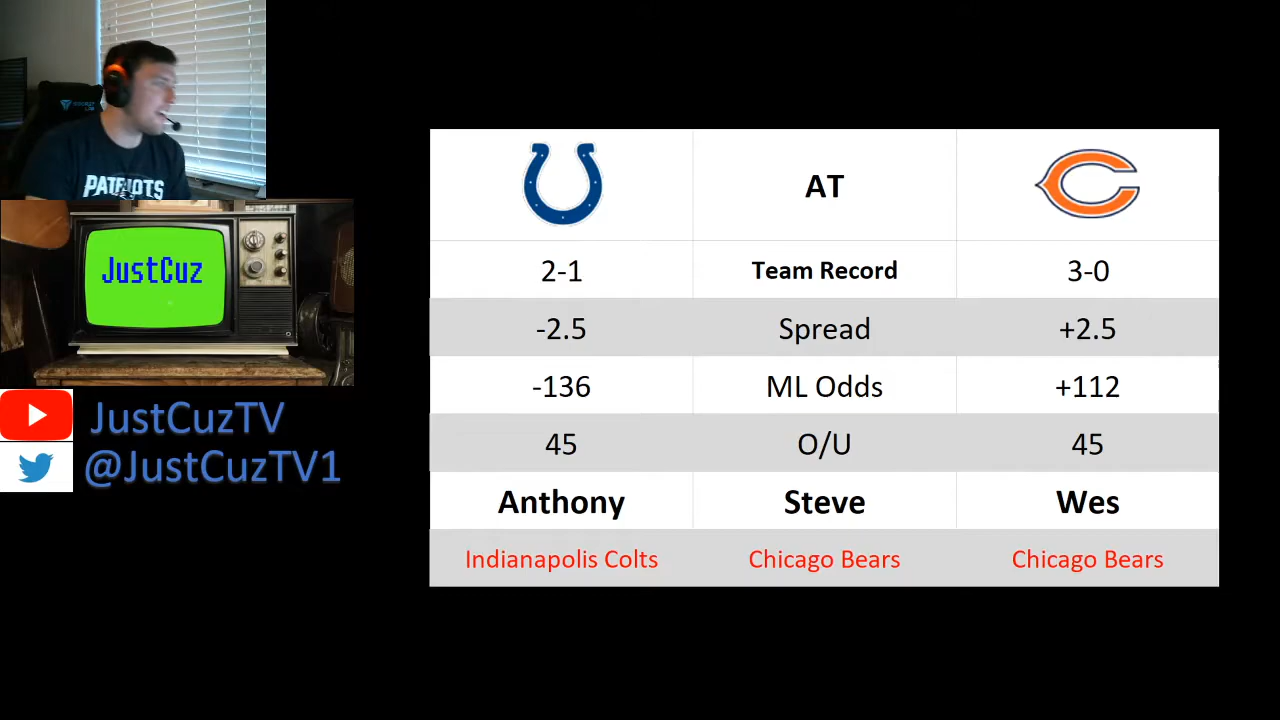 PATRIOTS
JustCuz
JustCuzTV
@JustCuzTV1
AT
2-1 Team Record 3-0
-2.5 Spread +2.5
-136 ML Odds +112
45 O/U 45
Anthony Steve Wes
Indianapolis Colts Chicago Bears Chicago Bears